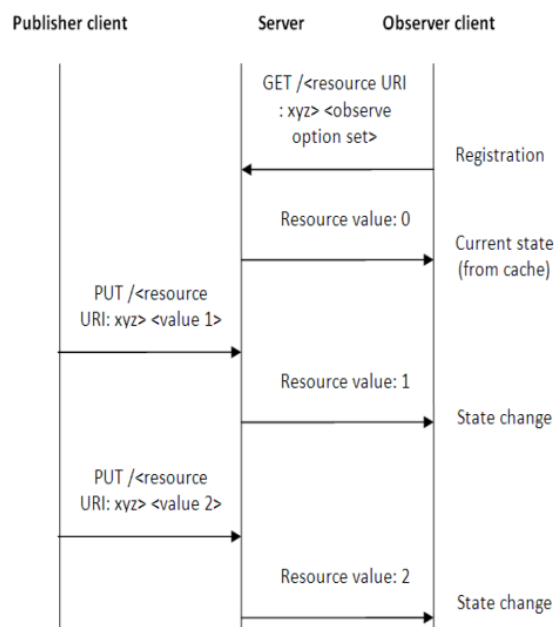 Publisher client
Server
Observer client
GET /<resource URI
: xyz> <observe
option set>
Registration
Resource value: 0
Current state
(from cache)
PUT /<resource
URI: xyz> <value 1>
Resource value: 1
State change
PUT /<resource
URI: xyz> <value 2>
Resource value: 2
State change